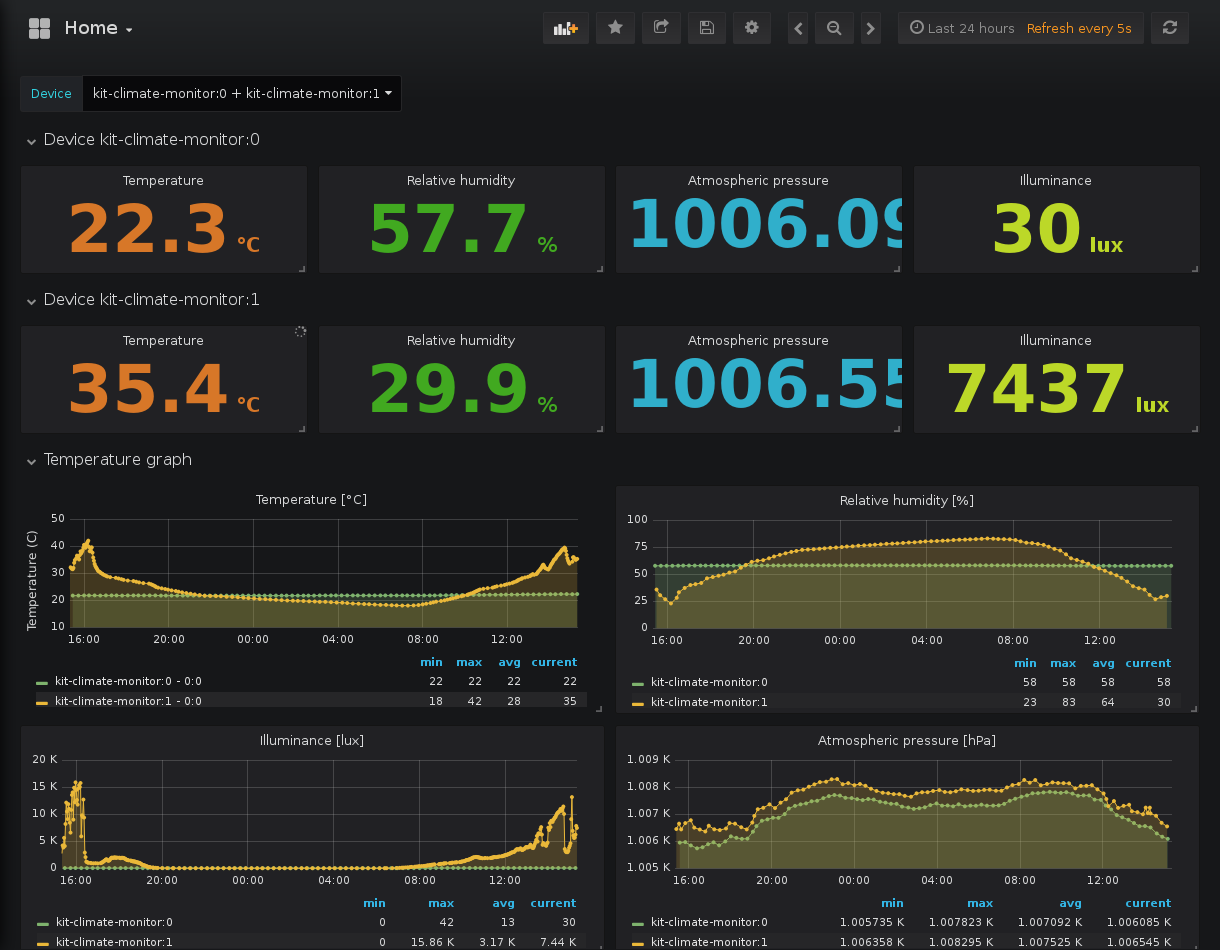 Home
Last 24 hours Refresh every 5s
Device kit-climate-monitor:0 + kit-climate-monitor:1
Device kit-climate-monitor:0
Temperature Relative humidity Atmospheric pressure Illuminance
22.3 °C 57.7 % 1006.09 30 lux
Device kit-climate-monitor:1
Temperature Relative humidity Atmospheric pressure Illuminance
35.4 °C 29.9 % 1006.55 7437 lux
Temperature graph
Temperature [°C]
Temperature (C)
50
40
30
20
10
16:00 20:00 00:00 04:00 08:00 12:00
min max avg current
kit-climate-monitor:0 - 0:0 22 22 22 22
kit-climate-monitor:1 - 0:0 18 42 28 35
Relative humidity [%]
100
75
50
25
0
16:00 20:00 00:00 04:00 08:00 12:00
min max avg current
kit-climate-monitor:0 58 58 58 58
kit-climate-monitor:1 23 83 64 30
Illuminance [lux]
20 K
15 K
10 K
5 K
0
16:00 20:00 00:00 04:00 08:00 12:00
min max avg current
kit-climate-monitor:0 0 42 13 30
kit-climate-monitor:1 0 15.86 K 3.17 K 7.44 K
Atmospheric pressure [hPa]
1.009 K
1.008 K
1.007 K
1.006 K
1.005 K
16:00 20:00 00:00 04:00 08:00 12:00
min max avg current
kit-climate-monitor:0 1.005735 K 1.007823 K 1.007092 K 1.006085 K
kit-climate-monitor:1 1.006358 K 1.008295 K 1.007525 K 1.006545 K